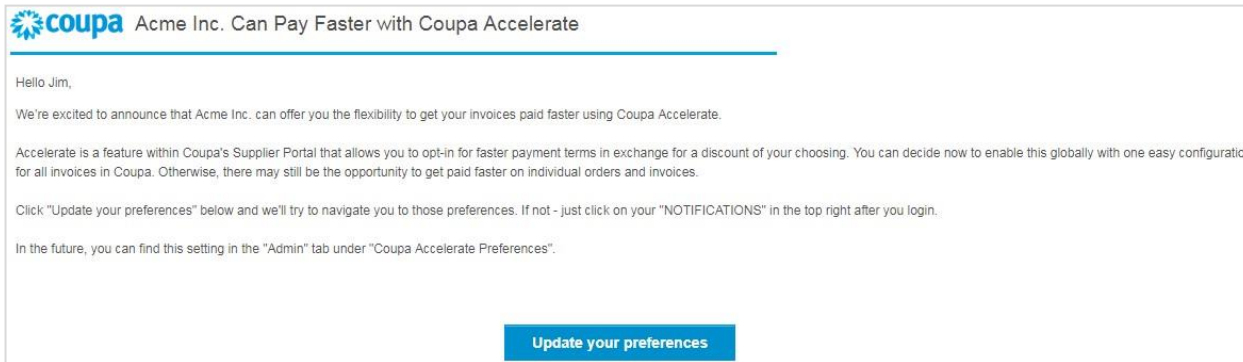 coupa Acme Inc. Can Pay Faster with Coupa Accelerate
Hello Jim,
We're excited to announce that Acme Inc. can offer you the flexibility to get your invoices paid faster using Coupa Accelerate.
Accelerate is a feature within Coupa's Supplier Portal that allows you to opt-in for faster payment terms in exchange for a discount of your choosing. You can decide now to enable this globally with one easy configuratio
for all invoices in Coupa. Otherwise, there may still be the opportunity to get paid faster on individual orders and invoices.
Click "Update your preferences" below and we'll try to navigate you to those preferences. If not - just click on your "NOTIFICATIONS" in the top right after you login.
In the future, you can find this setting in the "Admin" tab under "Coupa Accelerate Preferences".
Update your preferences